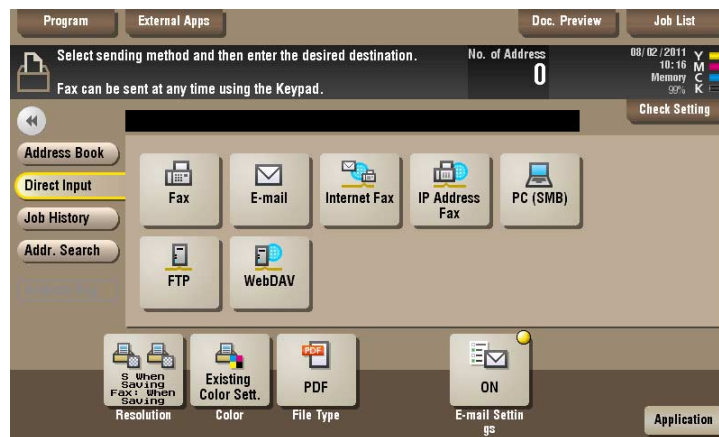 Program
External Apps
Doc. Preview
Job List
Select sending method and then enter the desired destination.
Fax can be sent at any time using the Keypad.
No. of Address
0
08/02/2011
10:16
Memory
99%
Y
M
C
K
Check Setting
Address Book
Direct Input
Job History
Addr. Search
Fax
E-mail
Internet Fax
IP Address
Fax
PC (SMB)
FTP
WebDAV
S When
Saving
Fax: When
Saving
Resolution
Existing
Color Sett.
Color
PDF
PDF
File Type
ON
E-mail Settin
gs
Application